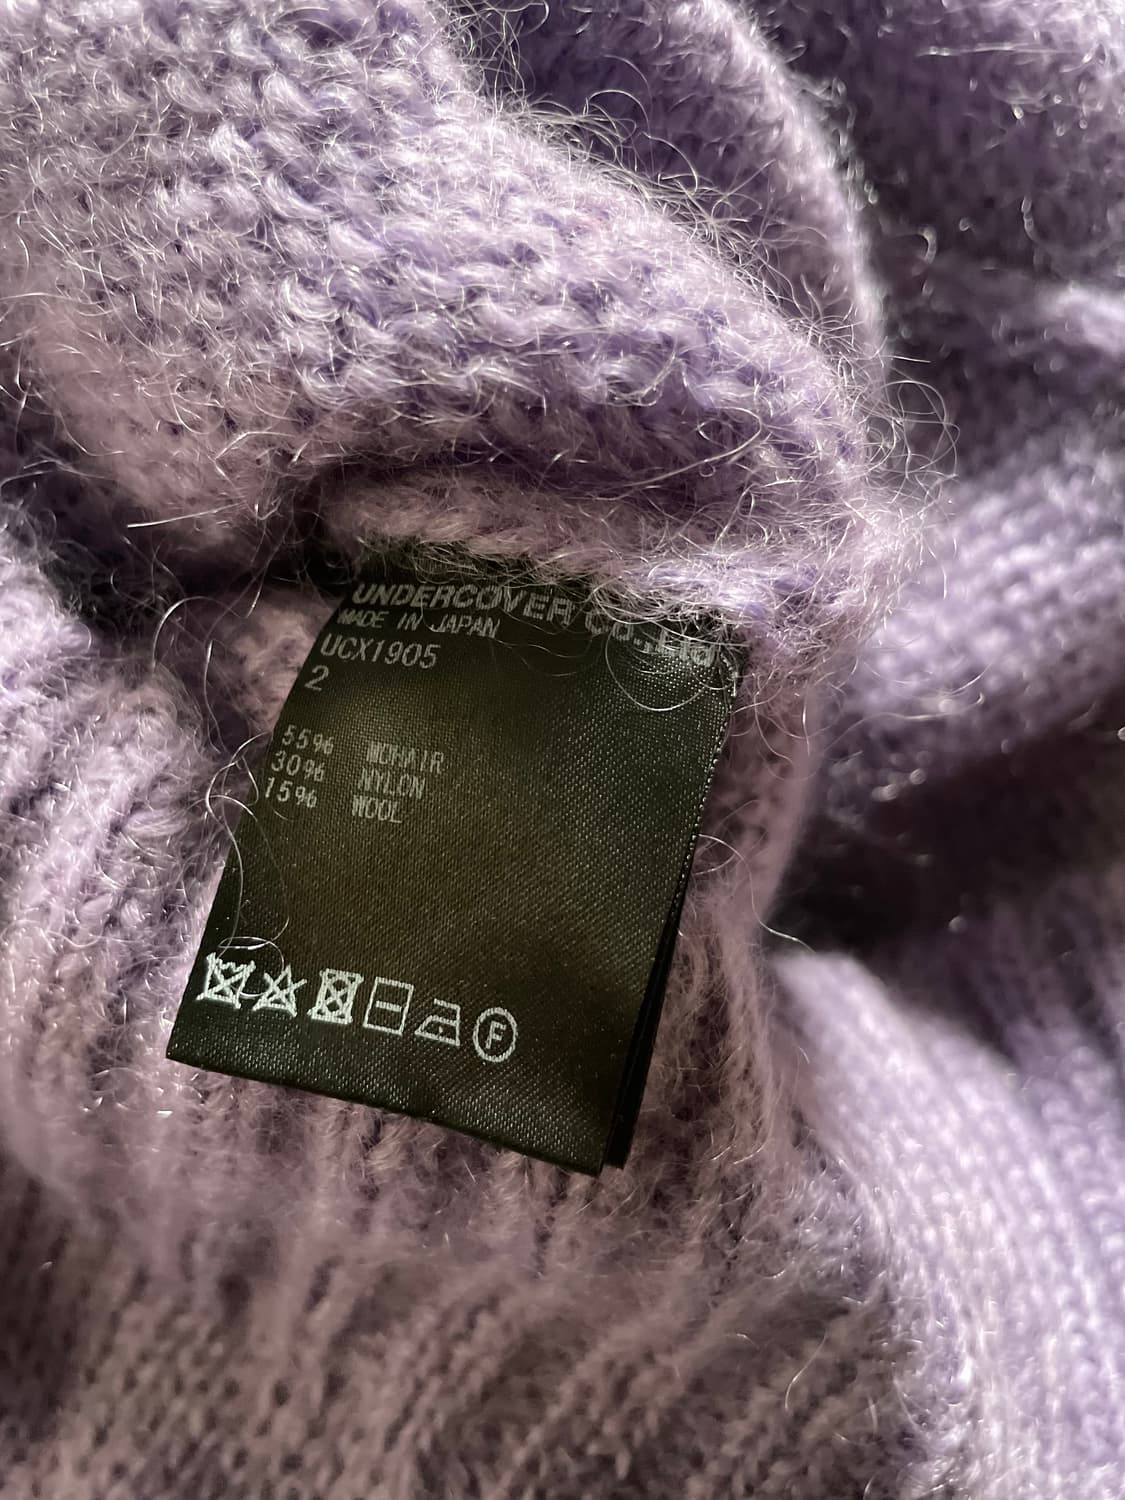 UNDERCOVER Co.,Ltd.
MADE IN JAPAN
UCX1905
2
55% MOHAIR
30% NYLON
15% WOOL
F